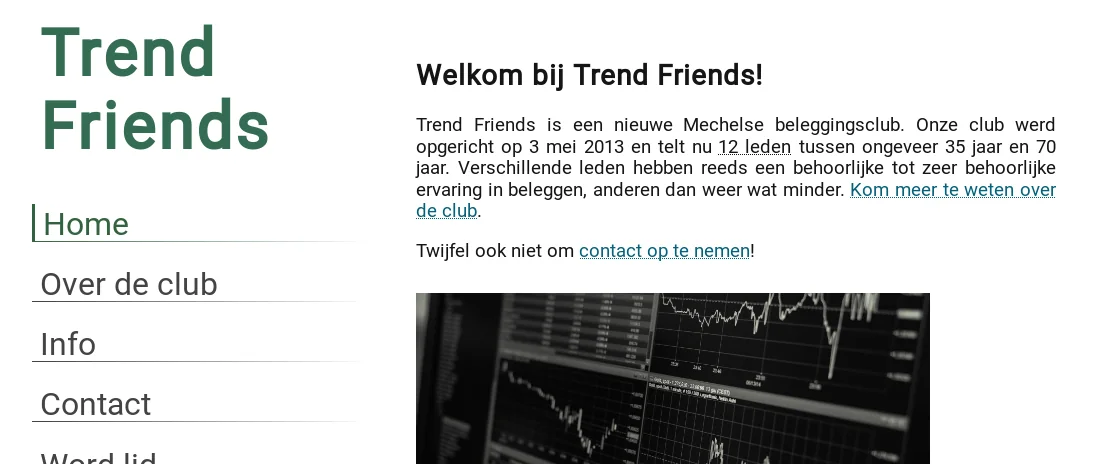 Trend
Friends
Home
Over de club
Info
Contact
Word lid
Welkom bij Trend Friends!
Trend Friends is een nieuwe Mechelse beleggingsclub. Onze club werd
opgericht op 3 mei 2013 en telt nu 12 leden tussen ongeveer 35 jaar en 70
jaar. Verschillende leden hebben reeds een behoorlijke tot zeer behoorlijke
ervaring in beleggen, anderen dan weer wat minder. Kom meer te weten over
de club.
Twijfel ook niet om contact op te nemen!